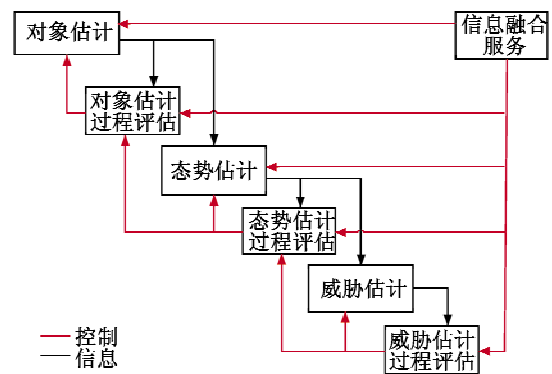 对象估计
信息融合
服务
对象估计
过程评估
态势估计
态势估计
过程评估
威胁估计
威胁估计
过程评估
控制
信息